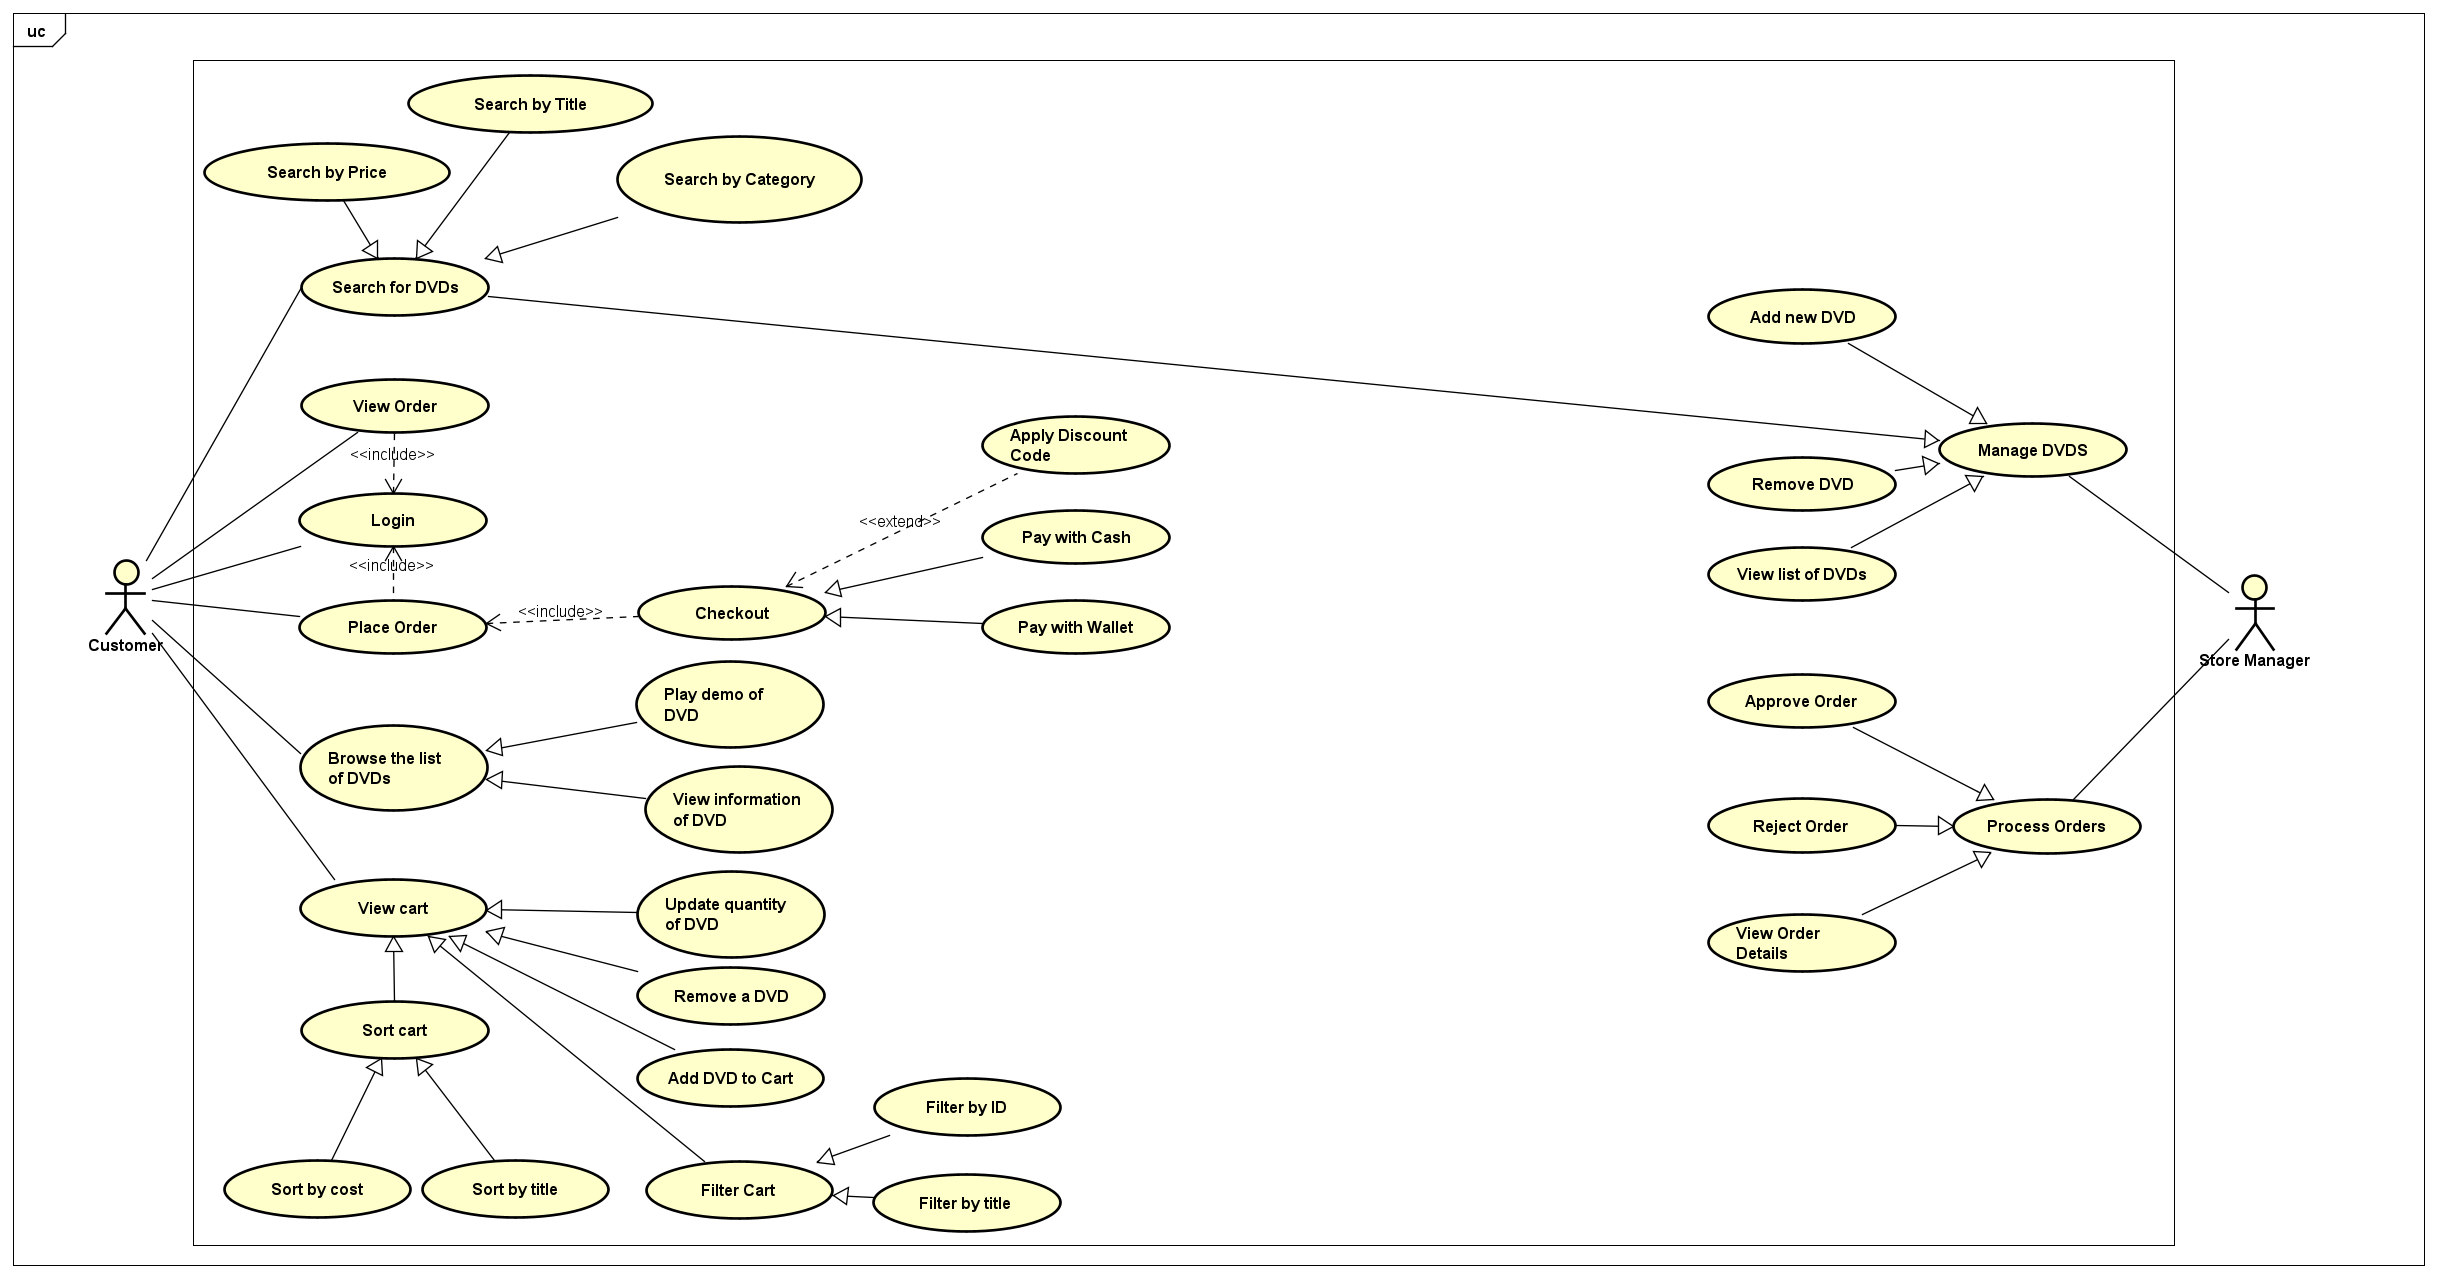 uc
Search by Title
Search by Price
Search by Category
Search for DVDs
Add new DVD
View Order
Apply Discount
Code
Manage DVDS
<<include>>
Remove DVD
Login
<<extend>>
Pay with Cash
<<include>>
View list of DVDs
<<include>>
Checkout
Place Order
Pay with Wallet
Customer
Store Manager
Play demo of
DVD
Approve Order
Browse the list
of DVDs
View information
of DVD
Reject Order
Process Orders
View cart
Update quantity
of DVD
View Order
Details
Remove a DVD
Sort cart
Add DVD to Cart
Filter by ID
Sort by cost
Sort by title
Filter Cart
Filter by title